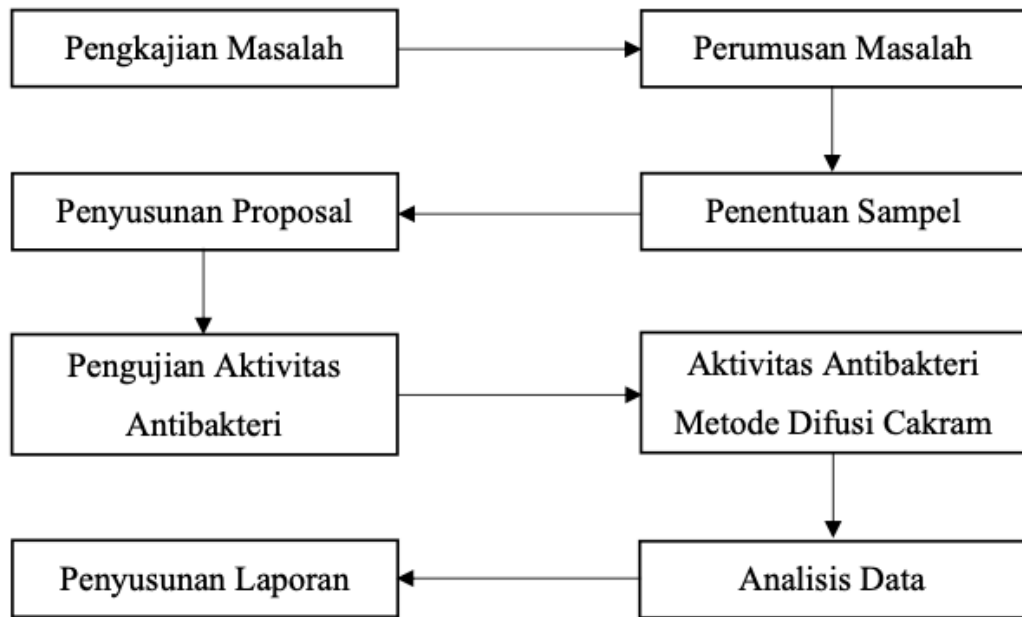 Pengkajian Masalah
Perumusan Masalah
Penentuan Sampel
Penyusunan Proposal
Pengujian Aktivitas
Antibakteri
Aktivitas Antibakteri
Metode Difusi Cakram
Analisis Data
Penyusunan Laporan